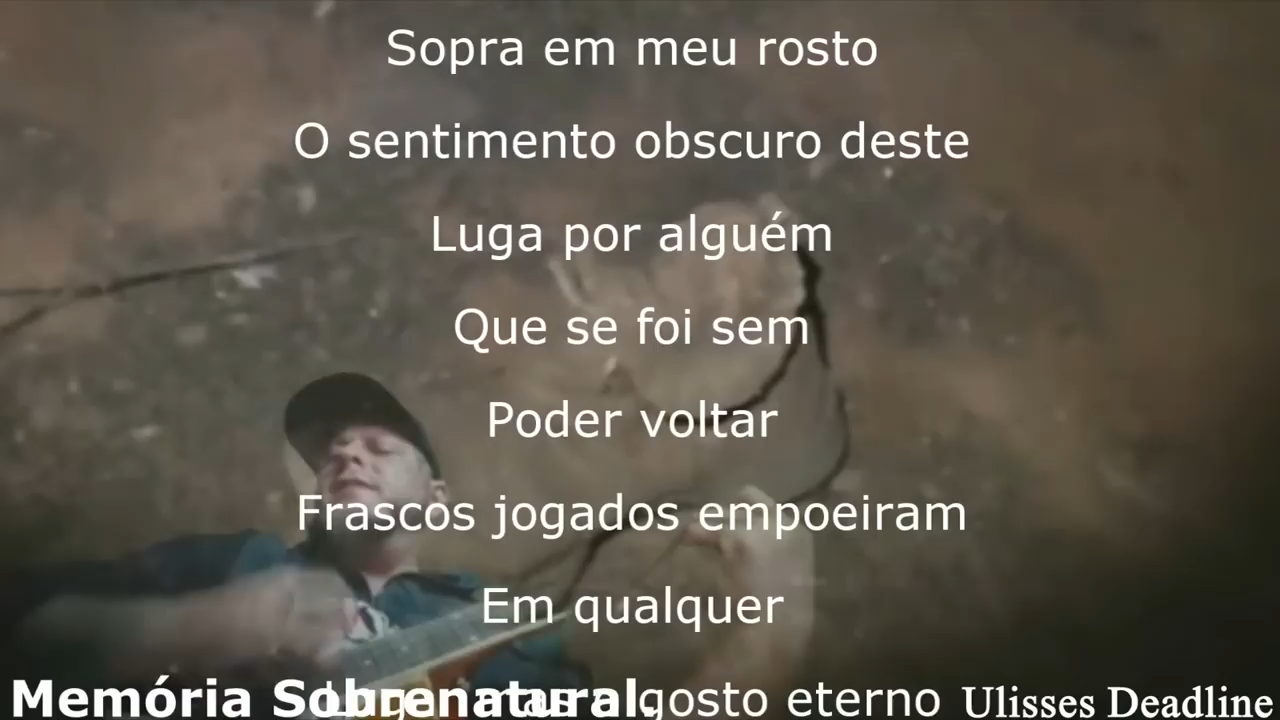 Sopra em meu rosto
O sentimento obscuro deste
Luga por alguém
Que se foi sem
Poder voltar
Frascos jogados empoeiram
Em qualquer
gosto eterno
Memória Sobrenatural.
Ulisses Deadline